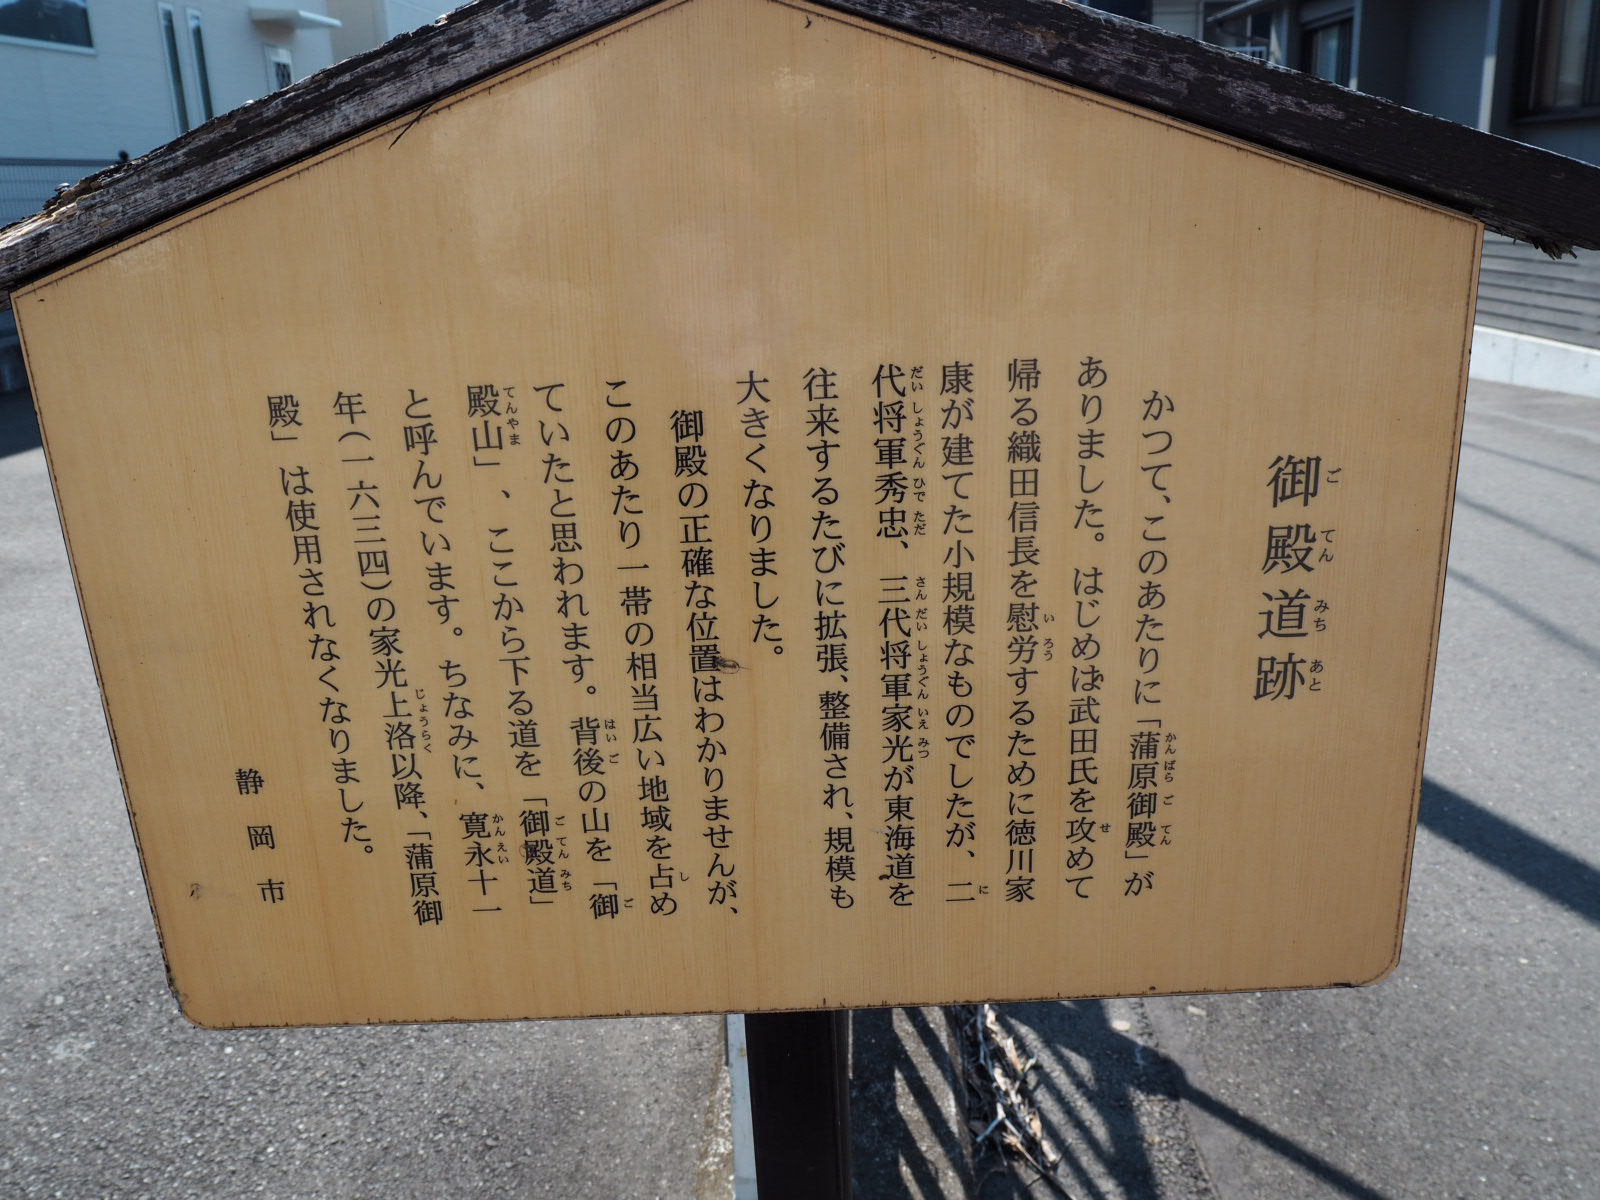 御殿道跡
かつて、このあたりに「蒲原御殿」が
ありました。はじめは武田氏を攻めて
帰る織田信長を慰労するために徳川家
康が建てた小規模なものでしたが、二
代将軍秀忠、三代将軍家光が東海道を
往来するたびに拡張、整備され、規模も
大きくなりました。
御殿の正確な位置はわかりませんが、
このあたり一帯の相当広い地域を占め
ていたと思われます。背後の山を「御
殿山」、ここから下る道を「御殿道」
と呼んでいます。ちなみに、寛永十一
年(一六三四)の家光上洛以降、「蒲原御
殿」は使用されなくなりました。
静岡市